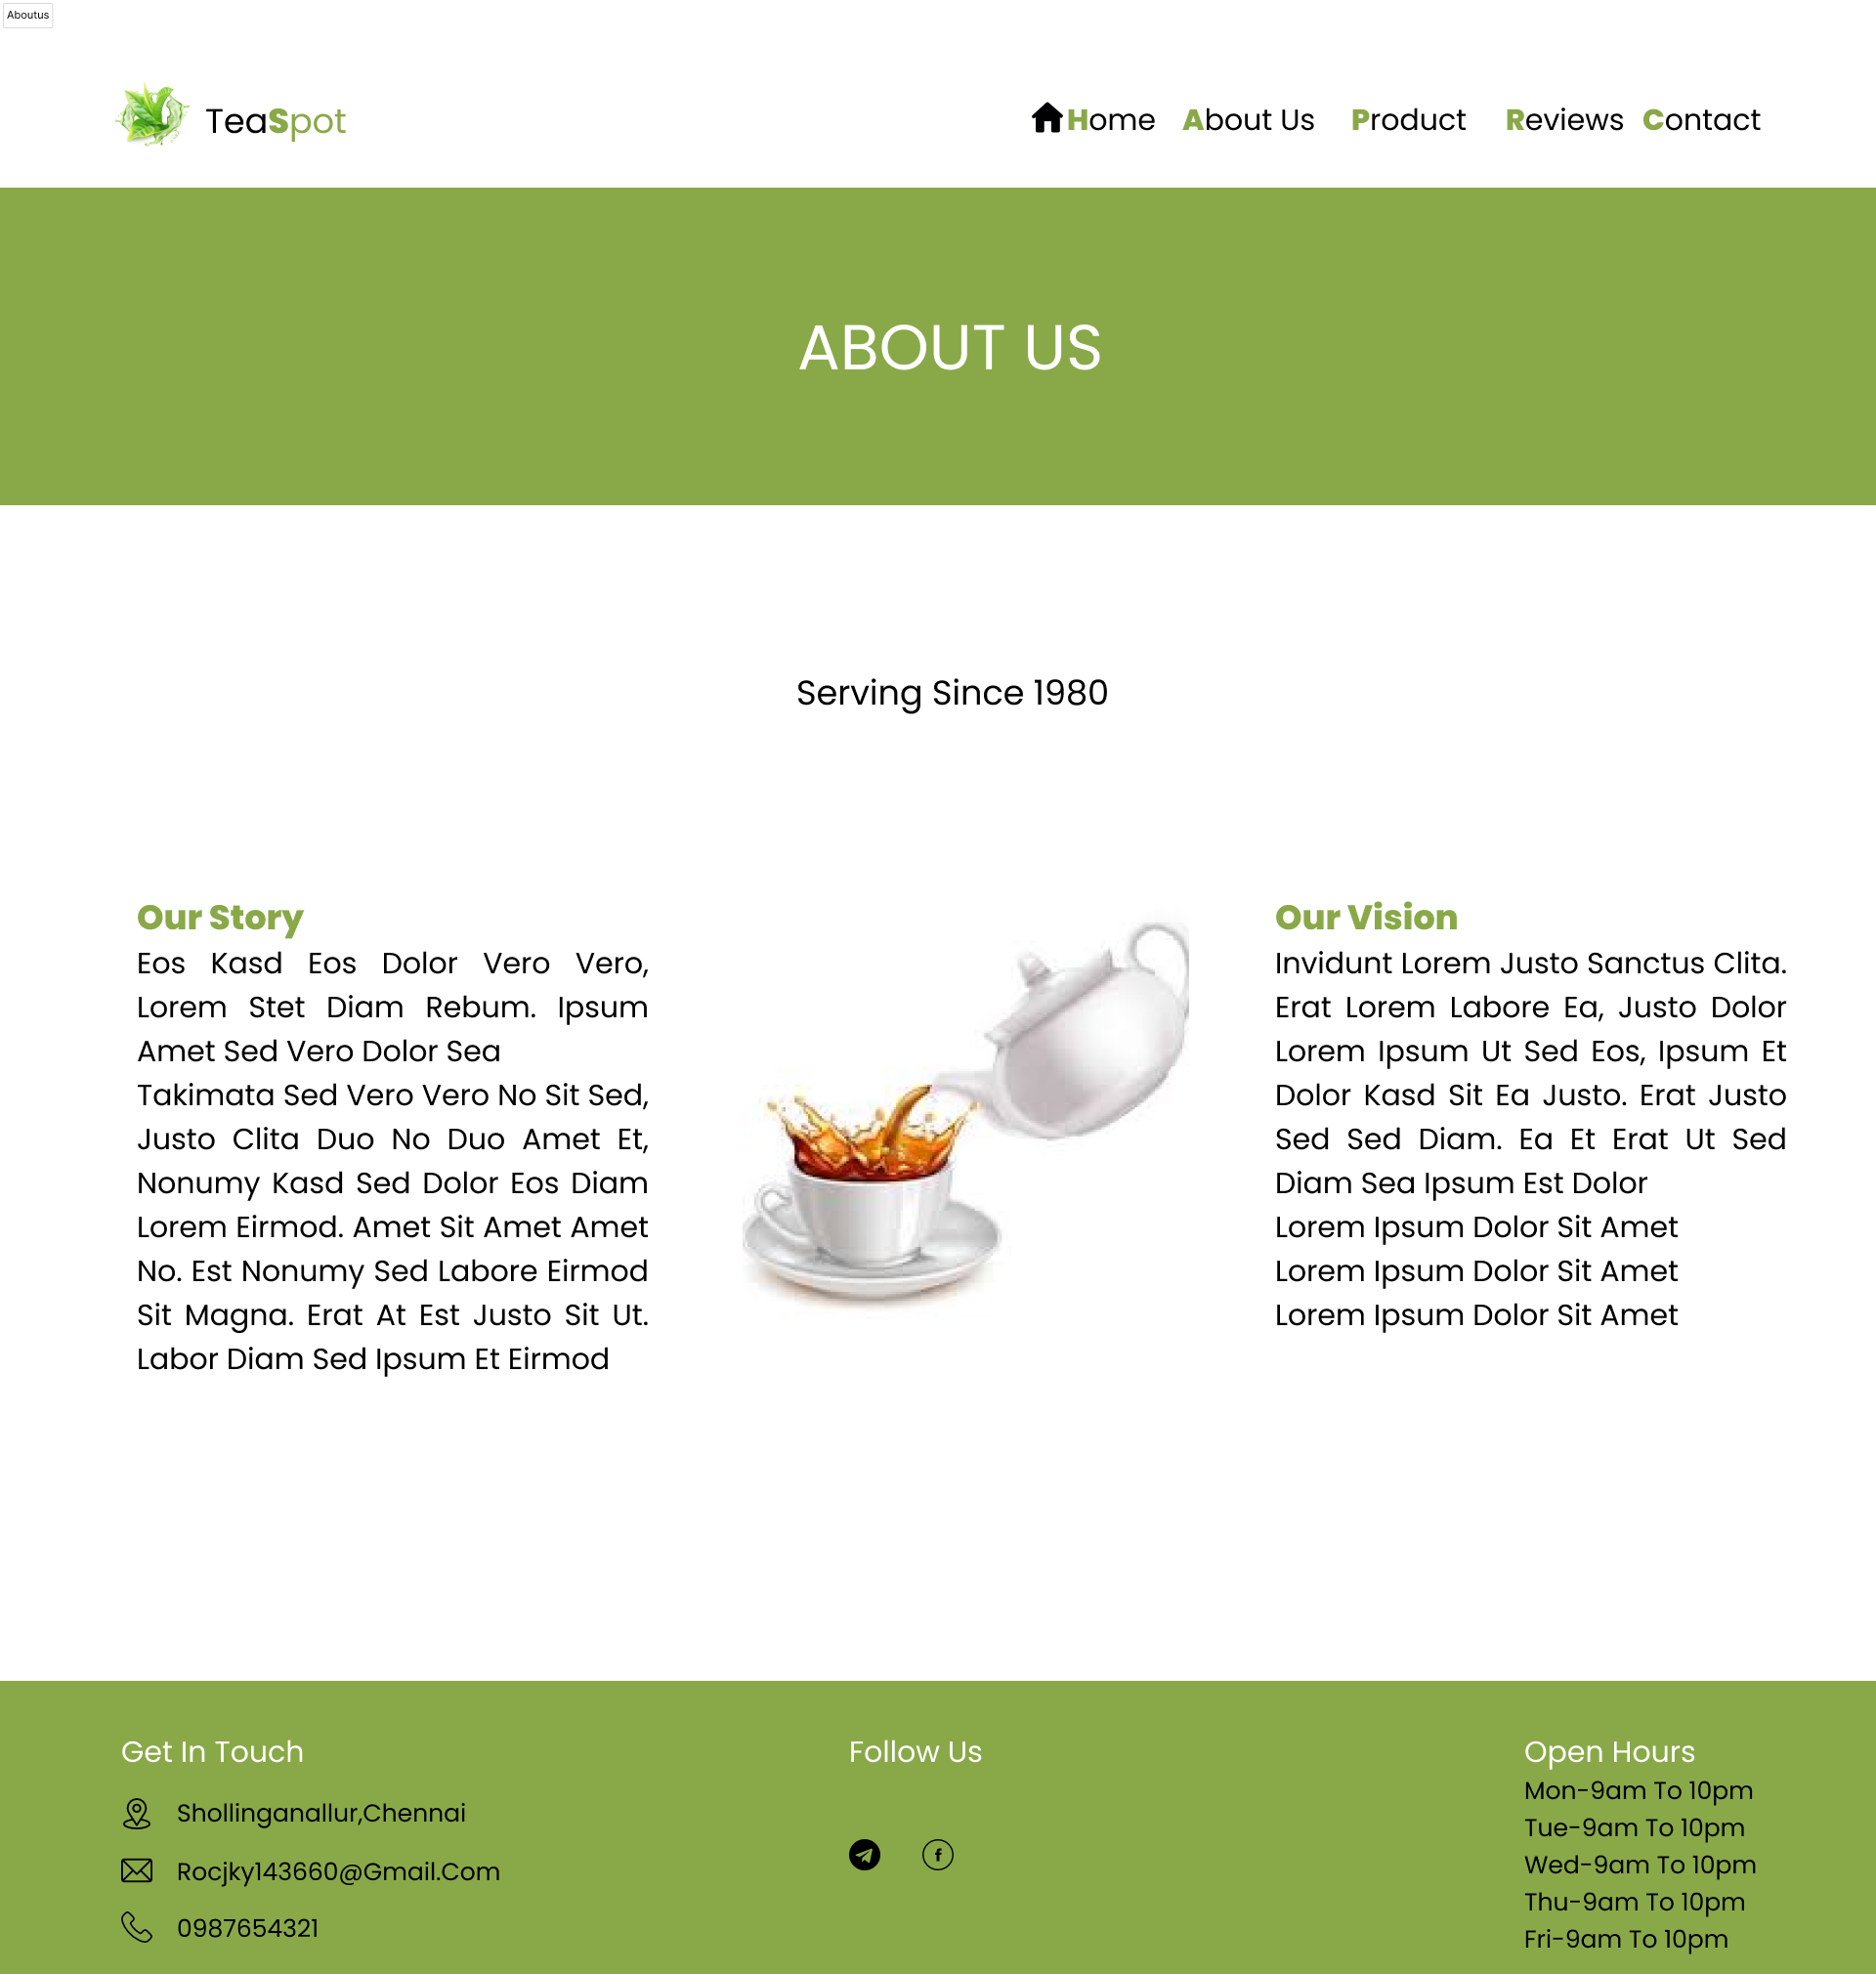 Aboutus
TeaSpot
Home About Us Product Reviews Contact
ABOUT US
Serving Since 1980
Our Story
Eos Kasd Eos Dolor Vero Vero,
Lorem Stet Diam Rebum. Ipsum
Amet Sed Vero Dolor Sea
Takimata Sed Vero Vero No Sit Sed,
Justo Clita Duo No Duo Amet Et,
Nonumy Kasd Sed Dolor Eos Diam
Lorem Eirmod. Amet Sit Amet Amet
No. Est Nonumy Sed Labore Eirmod
Sit Magna. Erat At Est Justo Sit Ut.
Labor Diam Sed Ipsum Et Eirmod
Our Vision
Invidunt Lorem Justo Sanctus Clita.
Erat Lorem Labore Ea, Justo Dolor
Lorem Ipsum Ut Sed Eos, Ipsum Et
Dolor Kasd Sit Ea Justo. Erat Justo
Sed Sed Diam. Ea Et Erat Ut Sed
Diam Sea Ipsum Est Dolor
Lorem Ipsum Dolor Sit Amet
Lorem Ipsum Dolor Sit Amet
Lorem Ipsum Dolor Sit Amet
Get In Touch
Shollinganallur,Chennai
Rocjky143660@Gmail.Com
0987654321
Follow Us
Open Hours
Mon-9am To 10pm
Tue-9am To 10pm
Wed-9am To 10pm
Thu-9am To 10pm
Fri-9am To 10pm